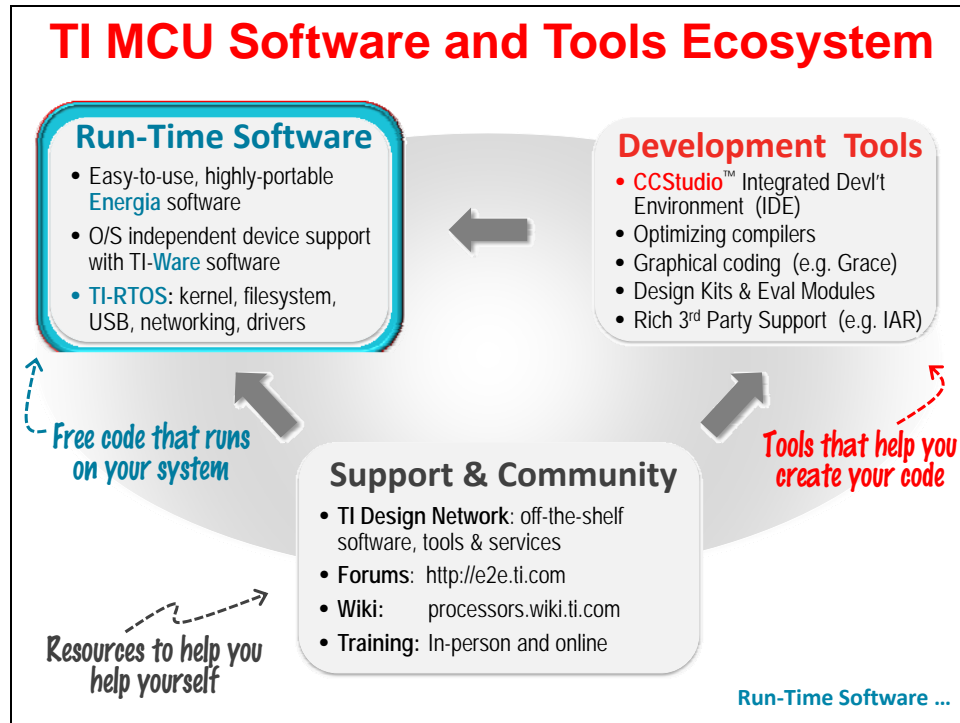 TI MCU Software and Tools Ecosystem
Run-Time Software
• Easy-to-use, highly-portable
Energia software
• O/S independent device support
with TI-Ware software
• TI-RTOS: kernel, filesystem,
USB, networking, drivers
Development Tools
• CCStudio™ Integrated Devl't
Environment (IDE)
• Optimizing compilers
• Graphical coding (e.g. Grace)
• Design Kits & Eval Modules
• Rich 3rd Party Support (e.g. IAR)
Free code that runs
on your system
Tools that help you
create your code
Support & Community
• TI Design Network: off-the-shelf
software, tools & services
• Forums: http://e2e.ti.com
• Wiki: processors.wiki.ti.com
• Training: In-person and online
Resources to help you
help yourself
Run-Time Software ...